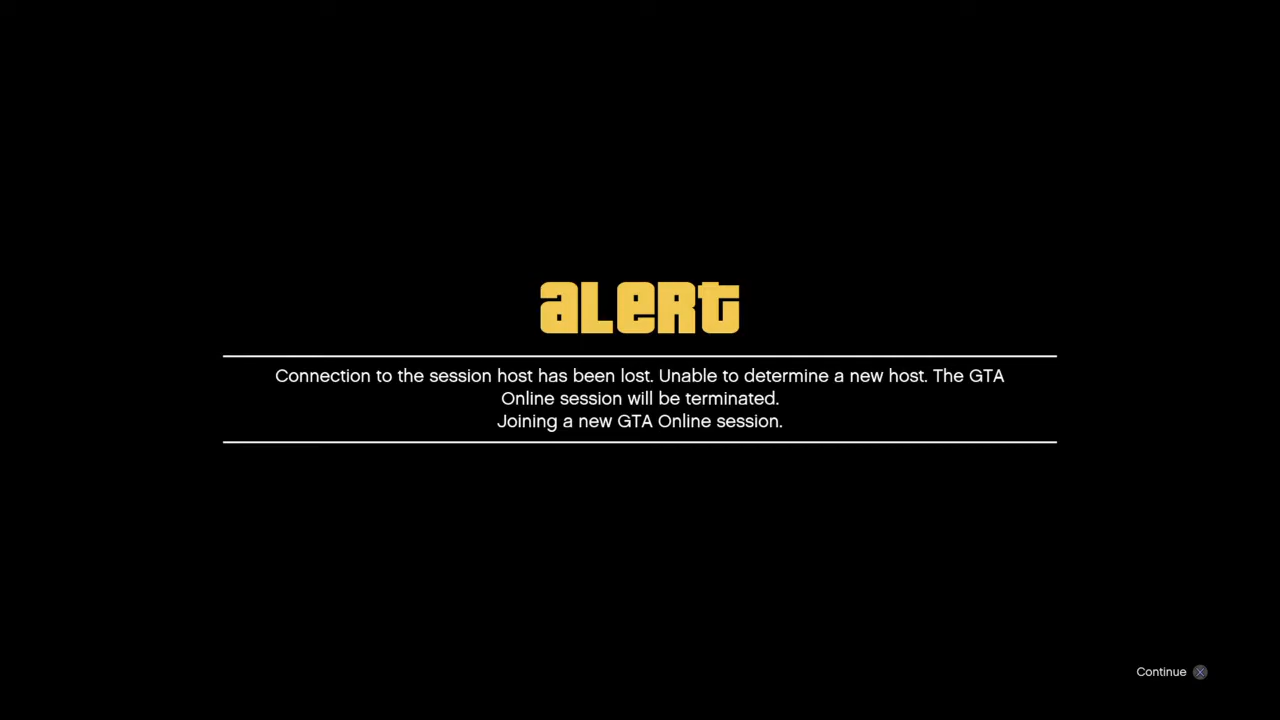 aLeRt
Connection to the session host has been lost. Unable to determine a new host. The GTA
Online session will be terminated.
Joining a new GTA Online session.
Continue